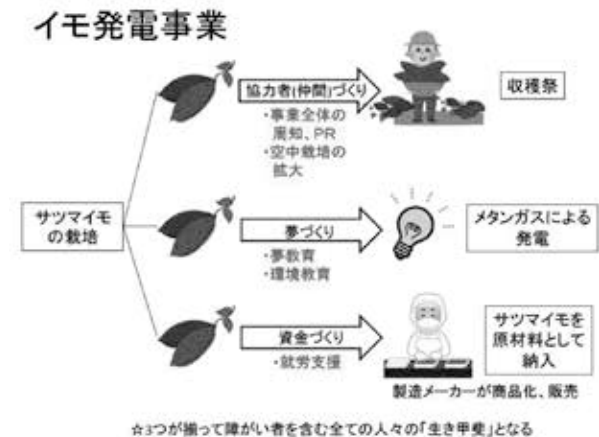 イモ発電事業
協力者(仲間)づくり
・事業全体の
周知、PR
・空中栽培の
拡大
収穫祭
サツマイモ
の栽培
夢づくり
・夢教育
・環境教育
メタンガスによる
発電
資金づくり
・就労支援
サツマイモを
原材料として
納入
製造メーカーが商品化、販売
☆3つが揃って障がい者を含む全ての人々の「生き甲斐」となる